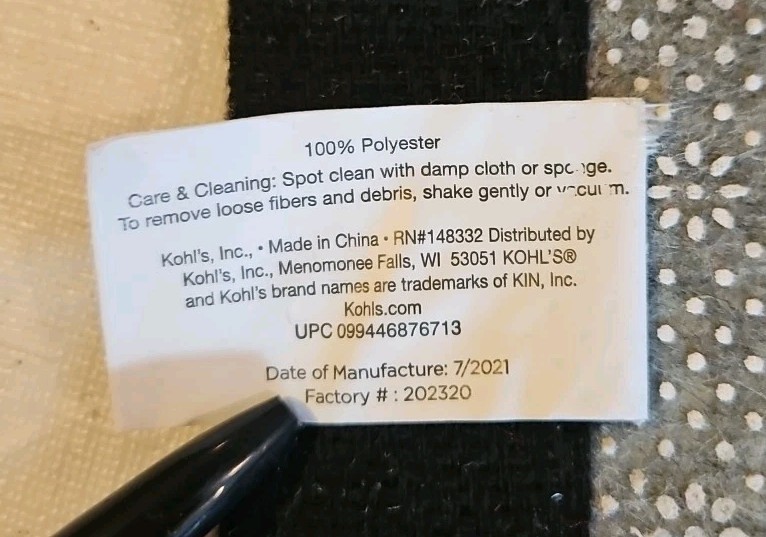 100% Polyester
Care & Cleaning: Spot clean with damp cloth or sponge.
To remove loose fibers and debris, shake gently or vacuum.
Kohl's, Inc., • Made in China • RN#148332 Distributed by
Kohl's, Inc., Menomonee Falls, WI 53051 KOHL'S®
and Kohl's brand names are trademarks of KIN, Inc.
Kohls.com
UPC 099446876713
Date of Manufacture: 7/2021
Factory # : 202320